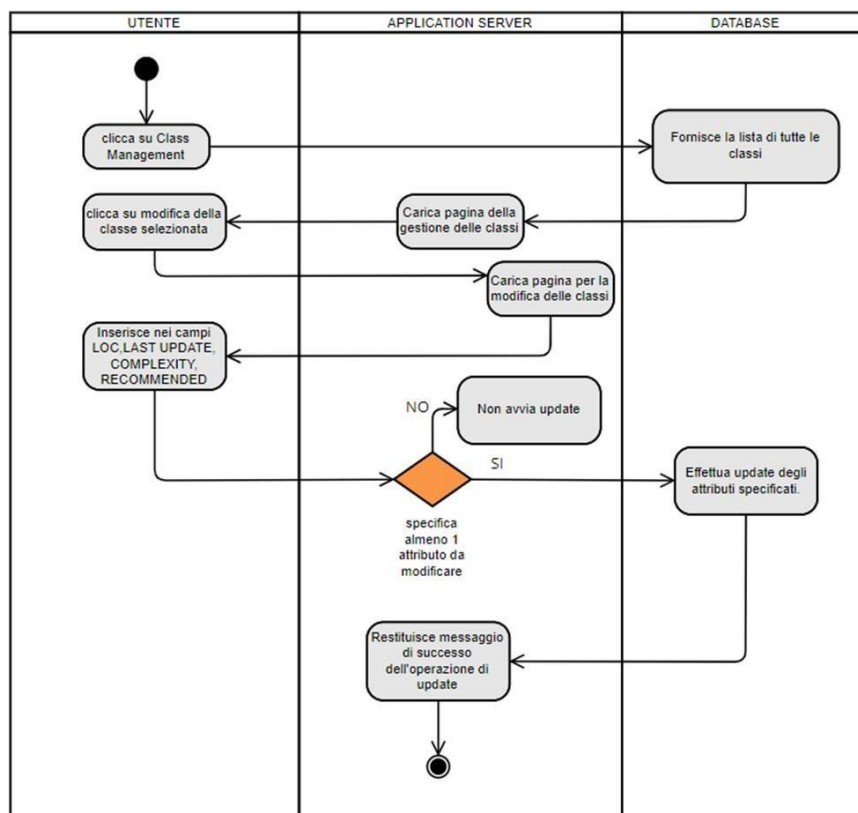 UTENTE
APPLICATION SERVER
DATABASE
clicca su Class
Management
Fornisce la lista di tutte le
classi
Carica pagina della
gestione delle classi
clicca su modifica della
classe selezionata
Carica pagina per la
modifica delle classi
Inserisce nei campi
LOC,LAST UPDATE,
COMPLEXITY,
RECOMMENDED
NO
Non avvia update
SI
specifica
almeno 1
attributo da
modificare
Effettua update degli
attributi specificati.
Restituisce messaggio
di successo
dell'operazione di
update